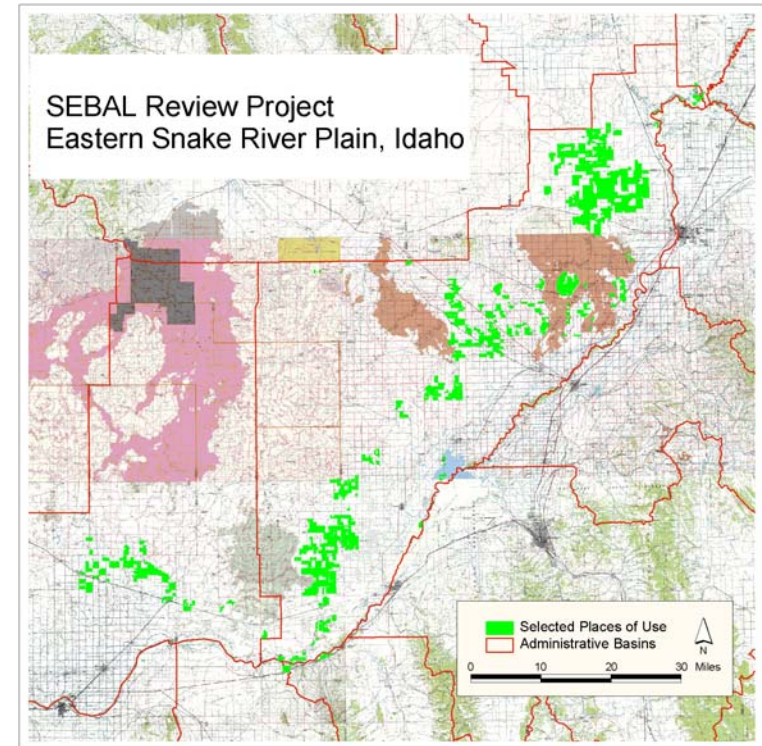 SEBAL Review Project
Eastern Snake River Plain, Idaho
Selected Places of Use
Administrative Basins
N
0 10 20 30 Miles